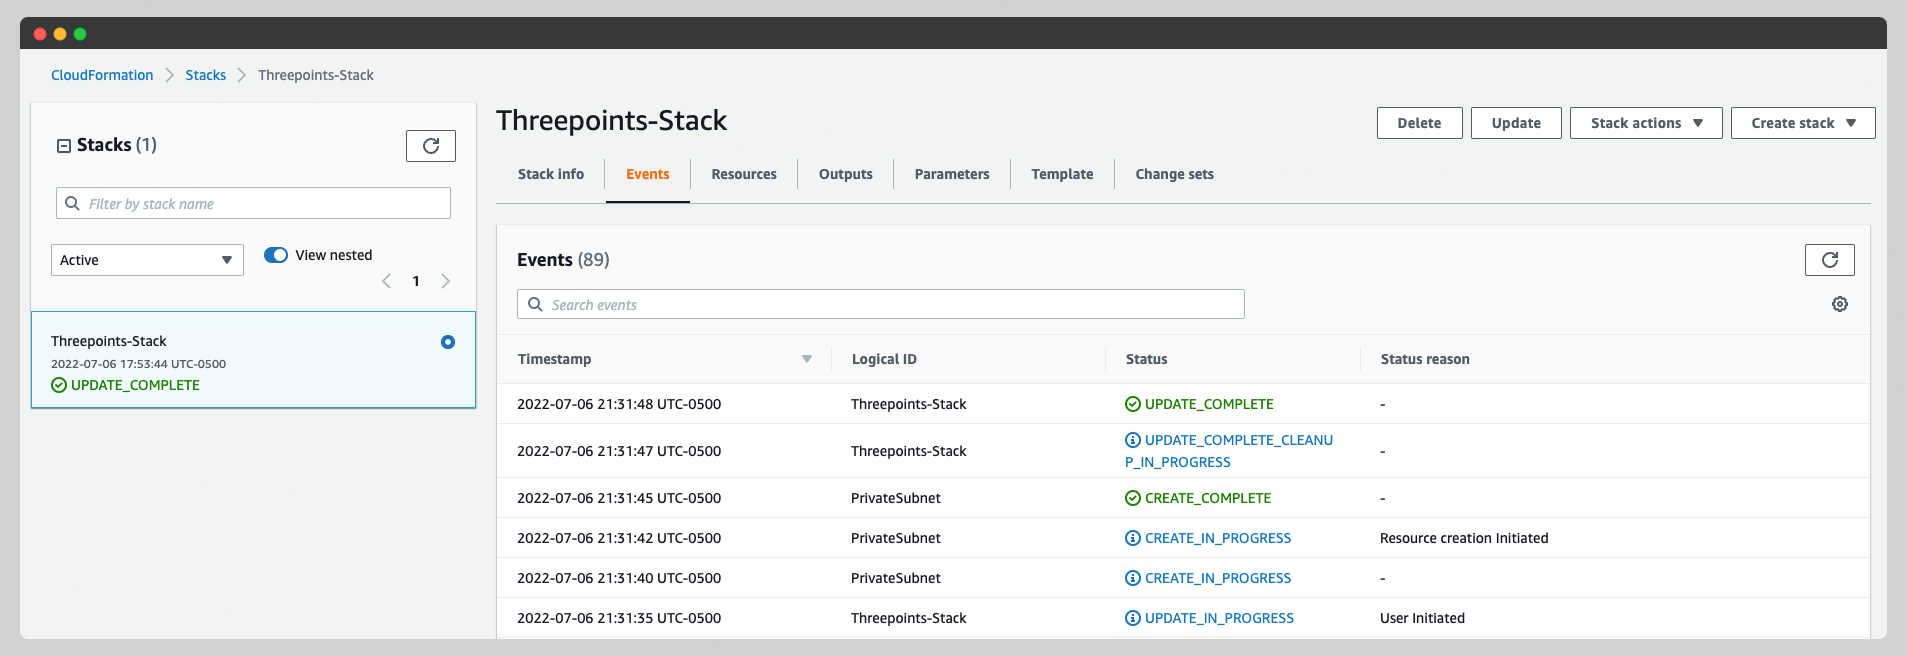 CloudFormation > Stacks > Threepoints-Stack
Stacks (1)
Filter by stack name
Active
View nested
1
Threepoints-Stack
2022-07-06 17:53:44 UTC-0500
UPDATE_COMPLETE
Threepoints-Stack
Delete Update Stack actions Create stack
Stack info Events Resources Outputs Parameters Template Change sets
Events (89)
Search events
Timestamp Logical ID Status Status reason
2022-07-06 21:31:48 UTC-0500 Threepoints-Stack UPDATE_COMPLETE -
2022-07-06 21:31:47 UTC-0500 Threepoints-Stack UPDATE_COMPLETE_CLEANU
P_IN_PROGRESS -
2022-07-06 21:31:45 UTC-0500 PrivateSubnet CREATE_COMPLETE -
2022-07-06 21:31:42 UTC-0500 PrivateSubnet CREATE_IN_PROGRESS Resource creation Initiated
2022-07-06 21:31:40 UTC-0500 PrivateSubnet CREATE_IN_PROGRESS -
2022-07-06 21:31:35 UTC-0500 Threepoints-Stack UPDATE_IN_PROGRESS User Initiated